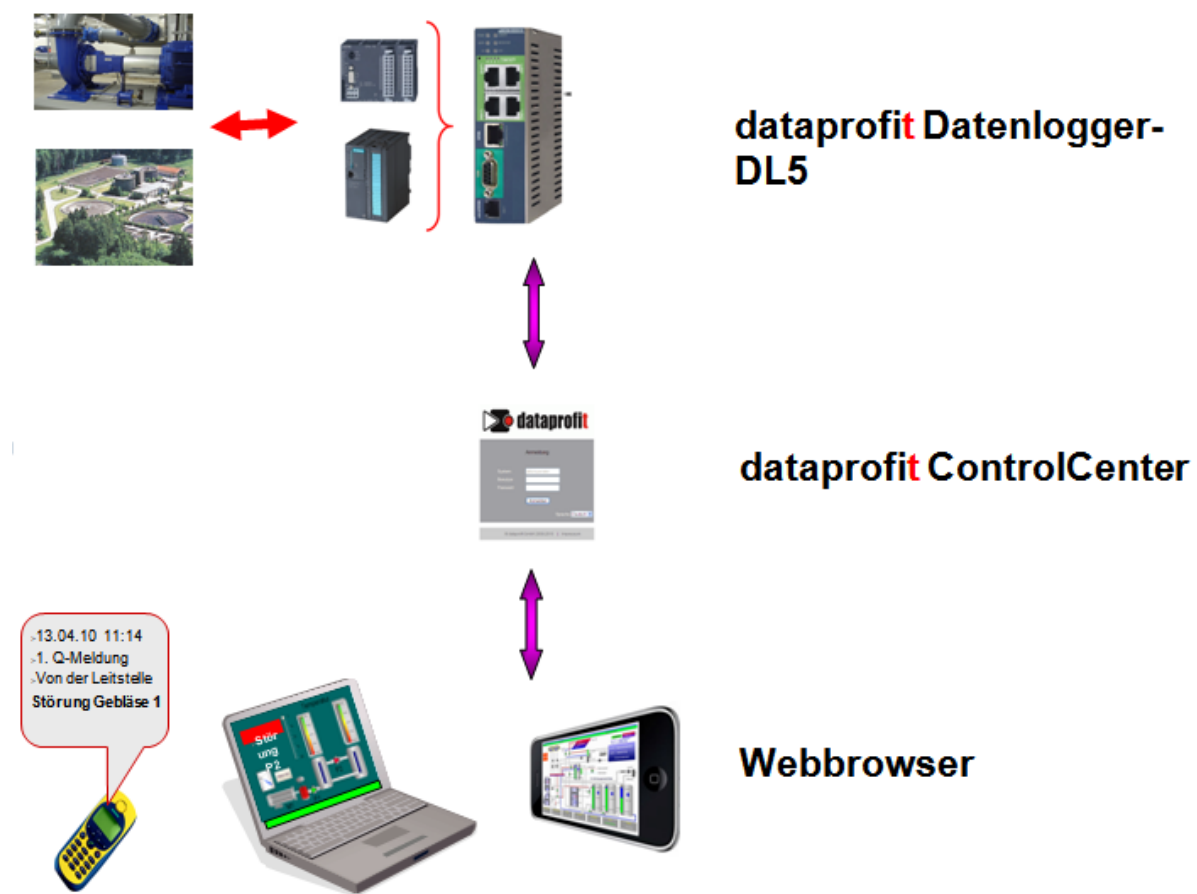 dataprofit Datenlogger-
DL5
dataprofit
Anmeldung
dataprofit ControlCenter
13.04.10 11:14
1. Q-Meldung
Von der Leitstelle
Störung Gebläse 1
Stör
ung
P2
Webbrowser